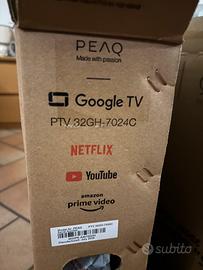 PEAQ
Made with passion
Google TV
PTV 32GH-7024C
NETFLIX
YouTube
amazon
prime video
subito